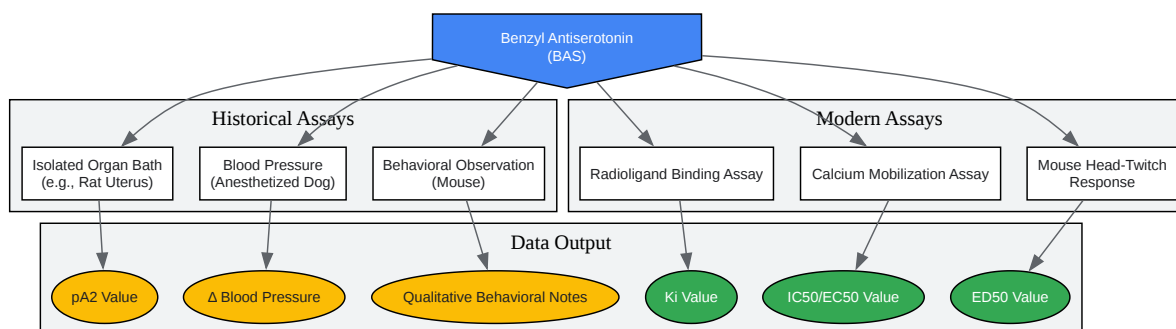 Benzyl Antiserotonin
(BAS)
Historical Assays
Modern Assays
Isolated Organ Bath
(e.g., Rat Uterus)
Blood Pressure
(Anesthetized Dog)
Behavioral Observation
(Mouse)
Radioligand Binding Assay
Calcium Mobilization Assay
Mouse Head-Twitch
Response
Data Output
pA2 Value
Δ Blood Pressure
Qualitative Behavioral Notes
Ki Value
IC50/EC50 Value
ED50 Value